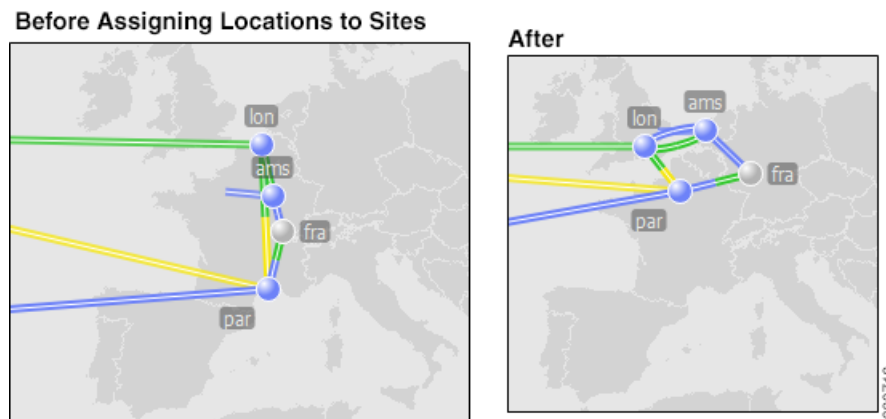 Before Assigning Locations to Sites
lon
ams
fra
par
After
ams
lon
fra
par